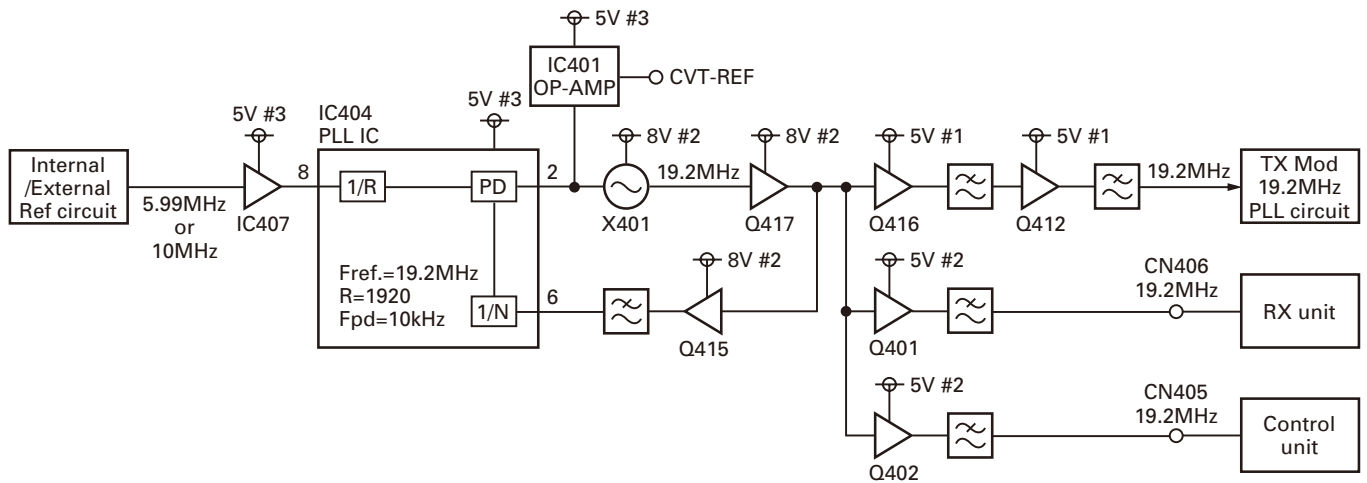 5V #3
IC401
OP-AMP
CVT-REF
5V #3
IC404
PLL IC
5V #3
8V #2
8V #2
5V #1
5V #1
Internal
/External
Ref circuit
5.99MHz
or
10MHz
IC407
8
1/R
PD
2
X401
19.2MHz
Q417
Q416
Q412
19.2MHz
TX Mod
19.2MHz
PLL circuit
Fref.=19.2MHz
R=1920
Fpd=10kHz
1/N
6
8V #2
Q415
5V #2
Q401
CN406
19.2MHz
RX unit
5V #2
Q402
CN405
19.2MHz
Control
unit